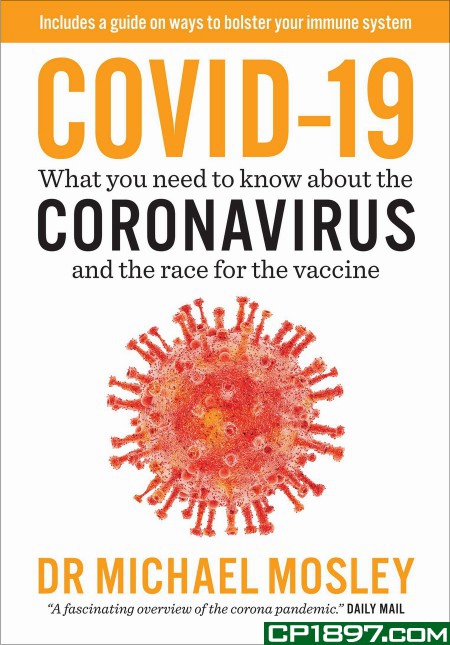 Includes a guide on ways to bolster your immune system
COVID-19
What you need to know about the
CORONAVIRUS
and the race for the vaccine
DR MICHAEL MOSLEY
“A fascinating overview of the corona pandemic.” DAILY MAIL
CP1897.COM